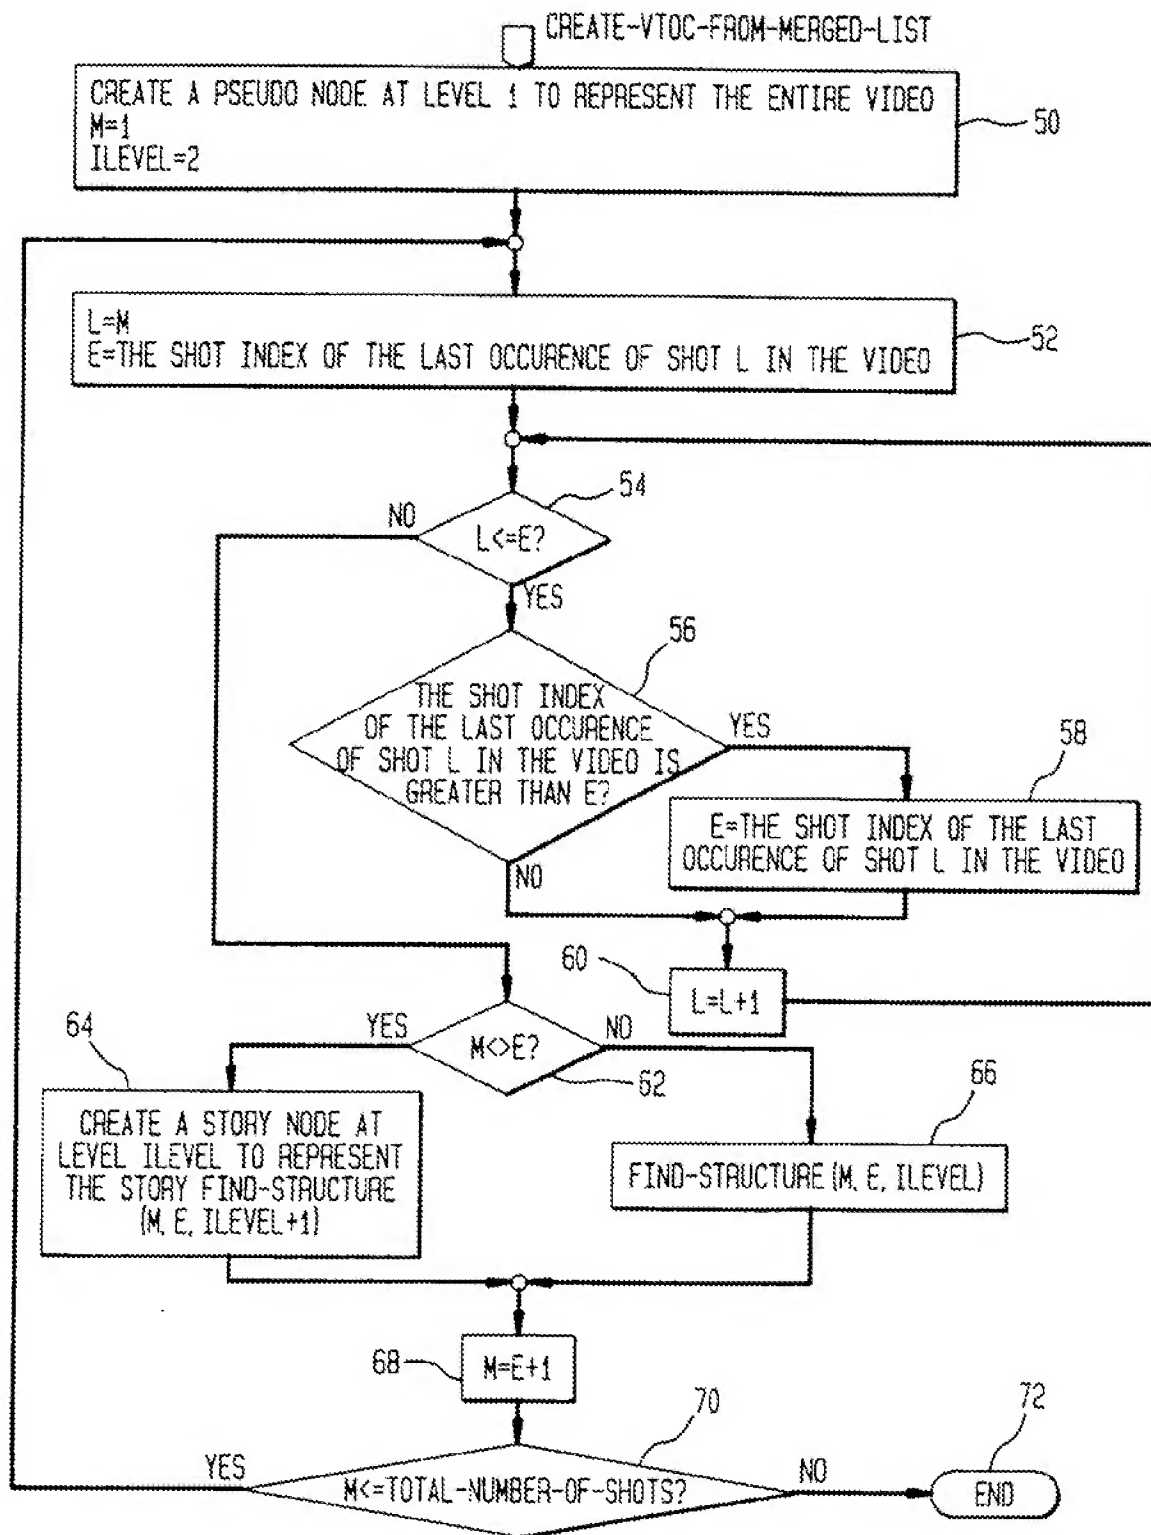 CREATE-VTOC-FROM-MERGED-LIST
CREATE A PSEUDO NODE AT LEVEL 1 TO REPRESENT THE ENTIRE VIDEO
M=1
ILEVEL=2
50
L=M
E=THE SHOT INDEX OF THE LAST OCCURENCE OF SHOT L IN THE VIDEO
52
54
NO
L<=E?
YES
56
THE SHOT INDEX
OF THE LAST OCCURENCE
OF SHOT L IN THE VIDEO IS
GREATER THAN E?
YES
58
E=THE SHOT INDEX OF THE LAST
OCCURENCE OF SHOT L IN THE VIDEO
NO
60
L=L+1
64
YES
M<>E?
NO
62
66
CREATE A STORY NODE AT
LEVEL ILEVEL TO REPRESENT
THE STORY FIND-STRUCTURE
(M, E, ILEVEL+1)
FIND-STRUCTURE (M, E, ILEVEL)
68
M=E+1
70
72
YES
M<=TOTAL-NUMBER-OF-SHOTS?
NO
END